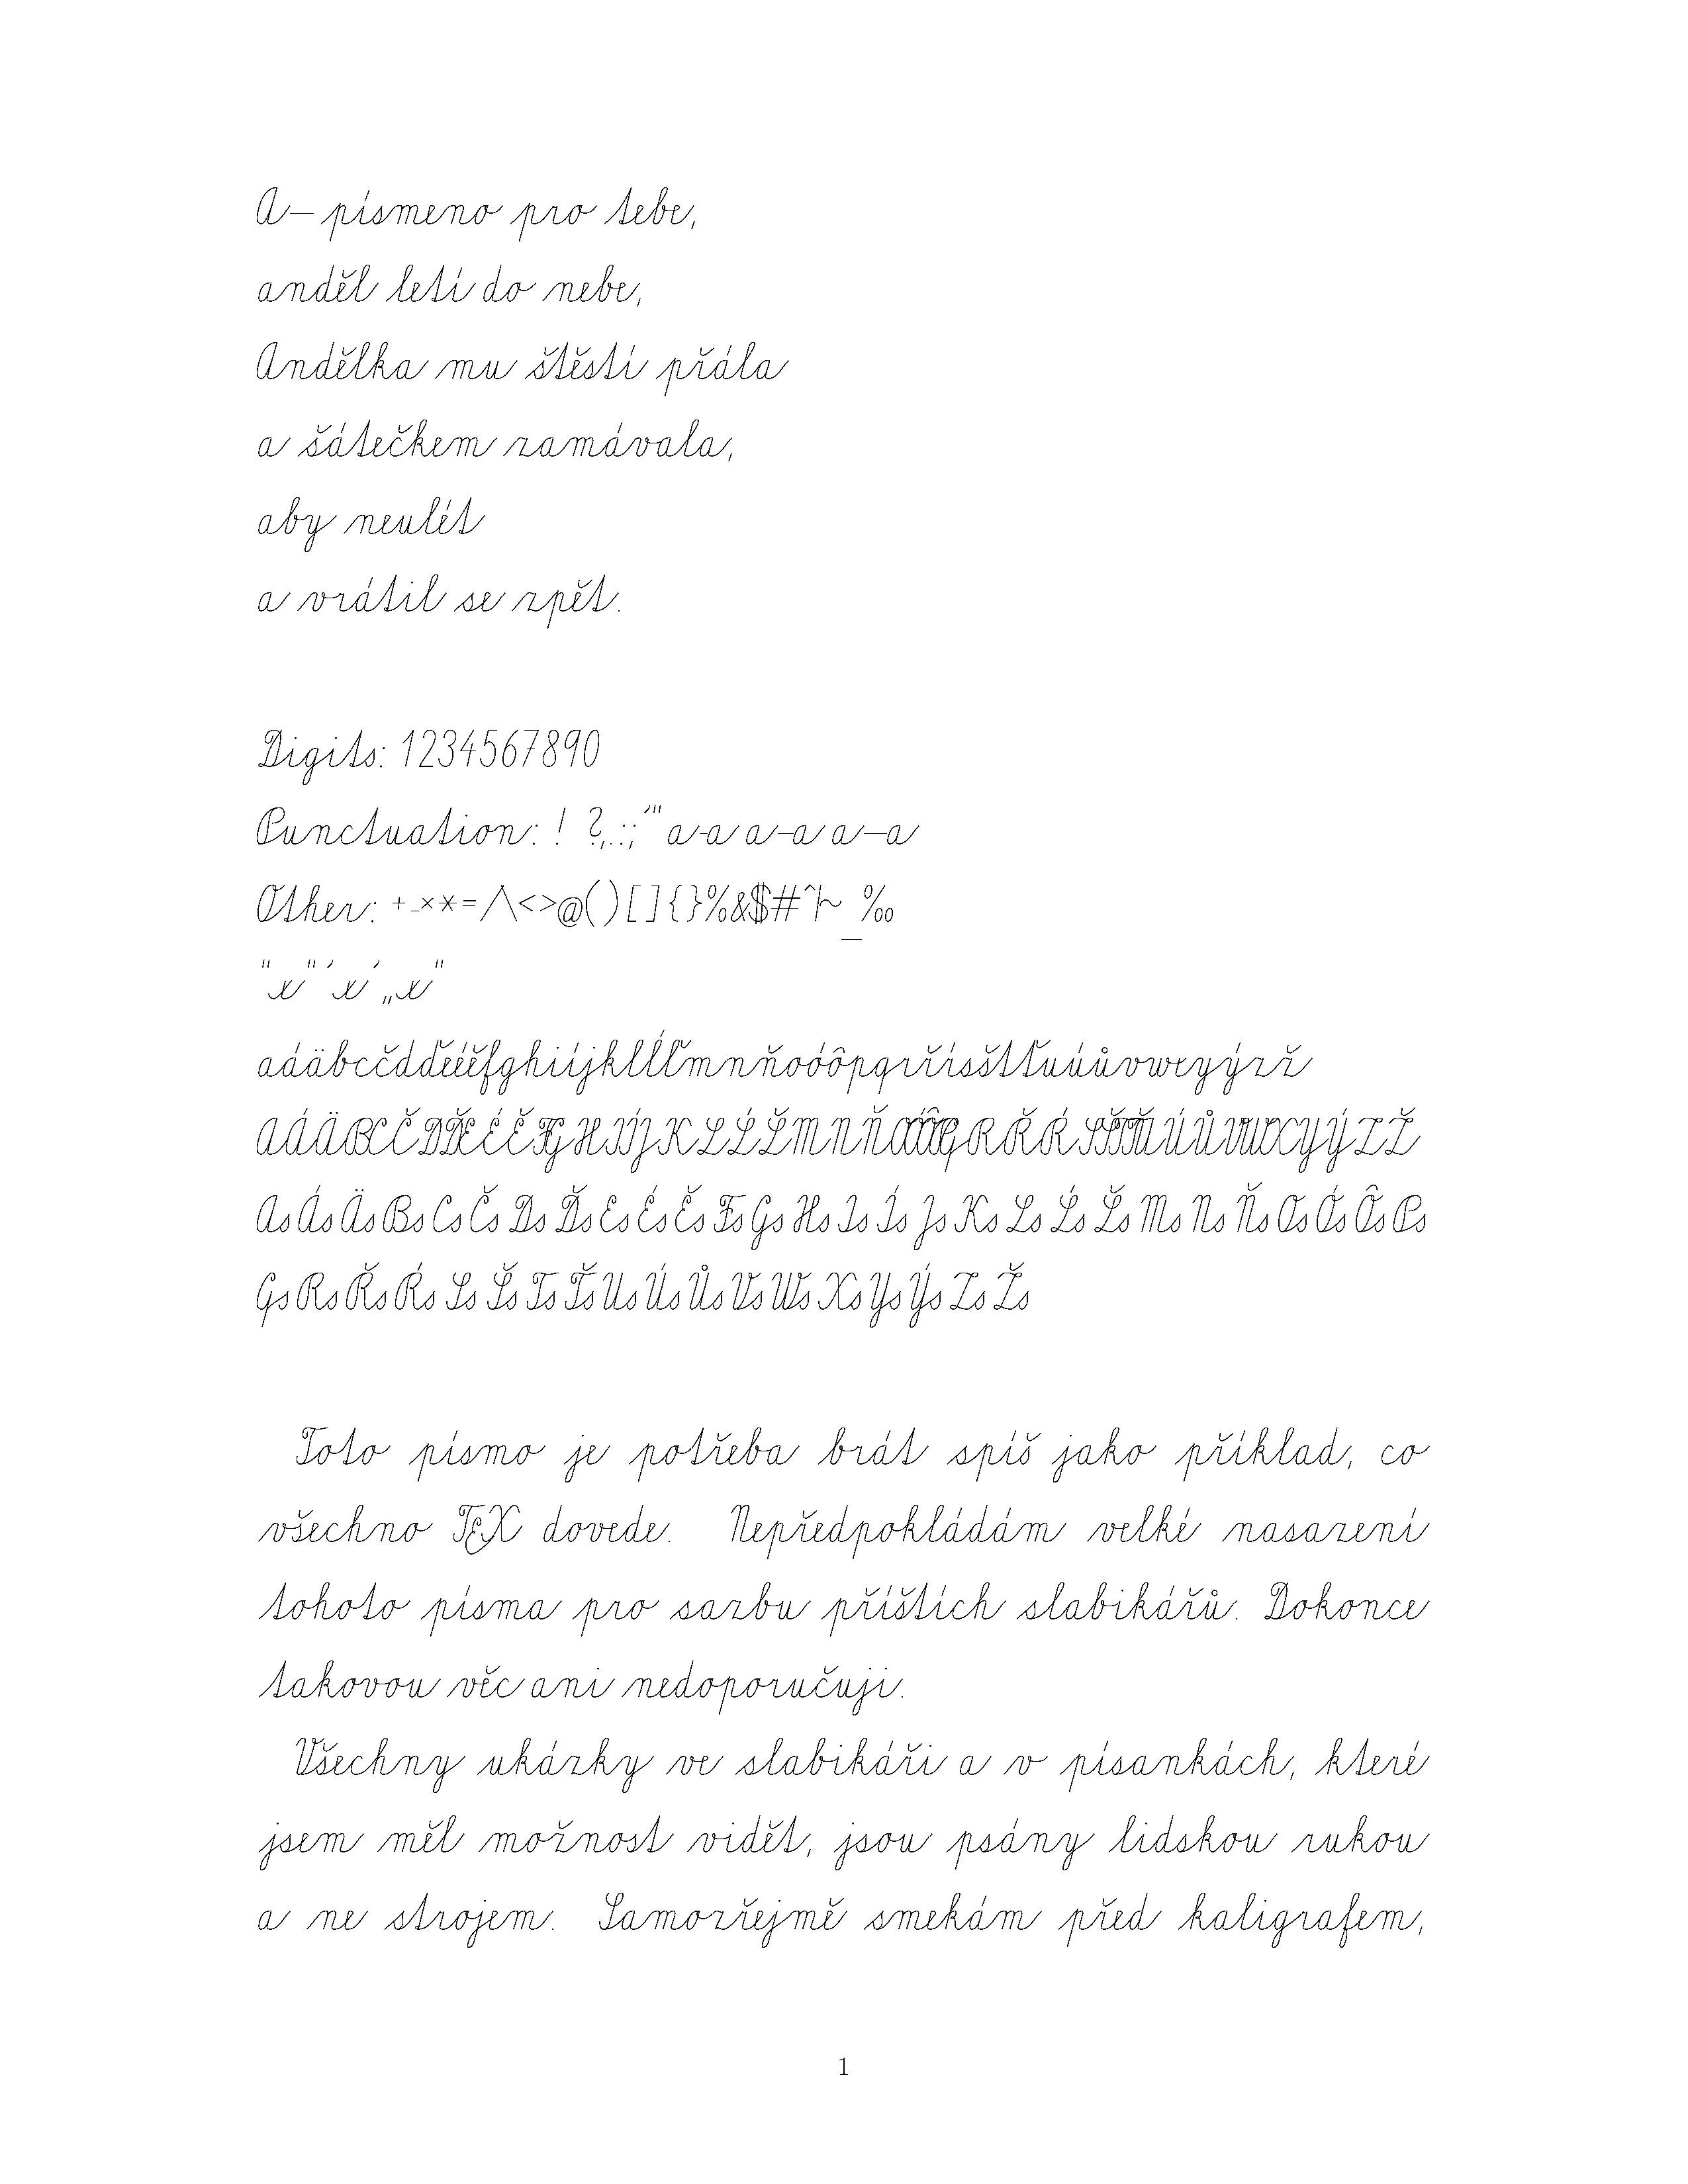 A– písmeno pro tebe,
anděl letí do nebe,
Andělka mu štěstí přála
a šátečkem zamávala,
aby neulét
a vrátil se zpět.
Digits: 1234567890
Punctuation: ! ?,.:;'" a-a a–a a—a
Other: +-×*=/\<>@()[]{}%&$#^|~_‰
"x" 'x' „x"
aáäbcčdďeéěfghiíjklĺľmnňoóôpqrřŕsštťuúůvwxyýzž
AÁÄBCČDĎEÉĚFGHIÍJKLĹĽMNŇOÓÔPQRŘŔSŠTŤUÚŮVWXYÝZŽ
As Ás Äs Bs Cs Čs Ds Ďs Es És Ěs Fs Gs Hs Is Ís Js Ks Ls Ĺs Ľs Ms Ns Ňs Os Ós Ôs Ps
Qs Rs Řs Ŕs Ss Šs Ts Ťs Us Ús Ůs Vs Ws Xs Ys Ýs Zs Žs
Toto písmo je potřeba brát spíš jako příklad, co
všechno TEX dovede. Nepředpokládám velké nasazení
tohoto písma pro sazbu příštích slabikářů. Dokonce
takovou věc ani nedoporučuji.
Všechny ukázky ve slabikáři a v písankách, které
jsem měl možnost vidět, jsou psány lidskou rukou
a ne strojem. Samozřejmě smekám před kaligrafem,
1